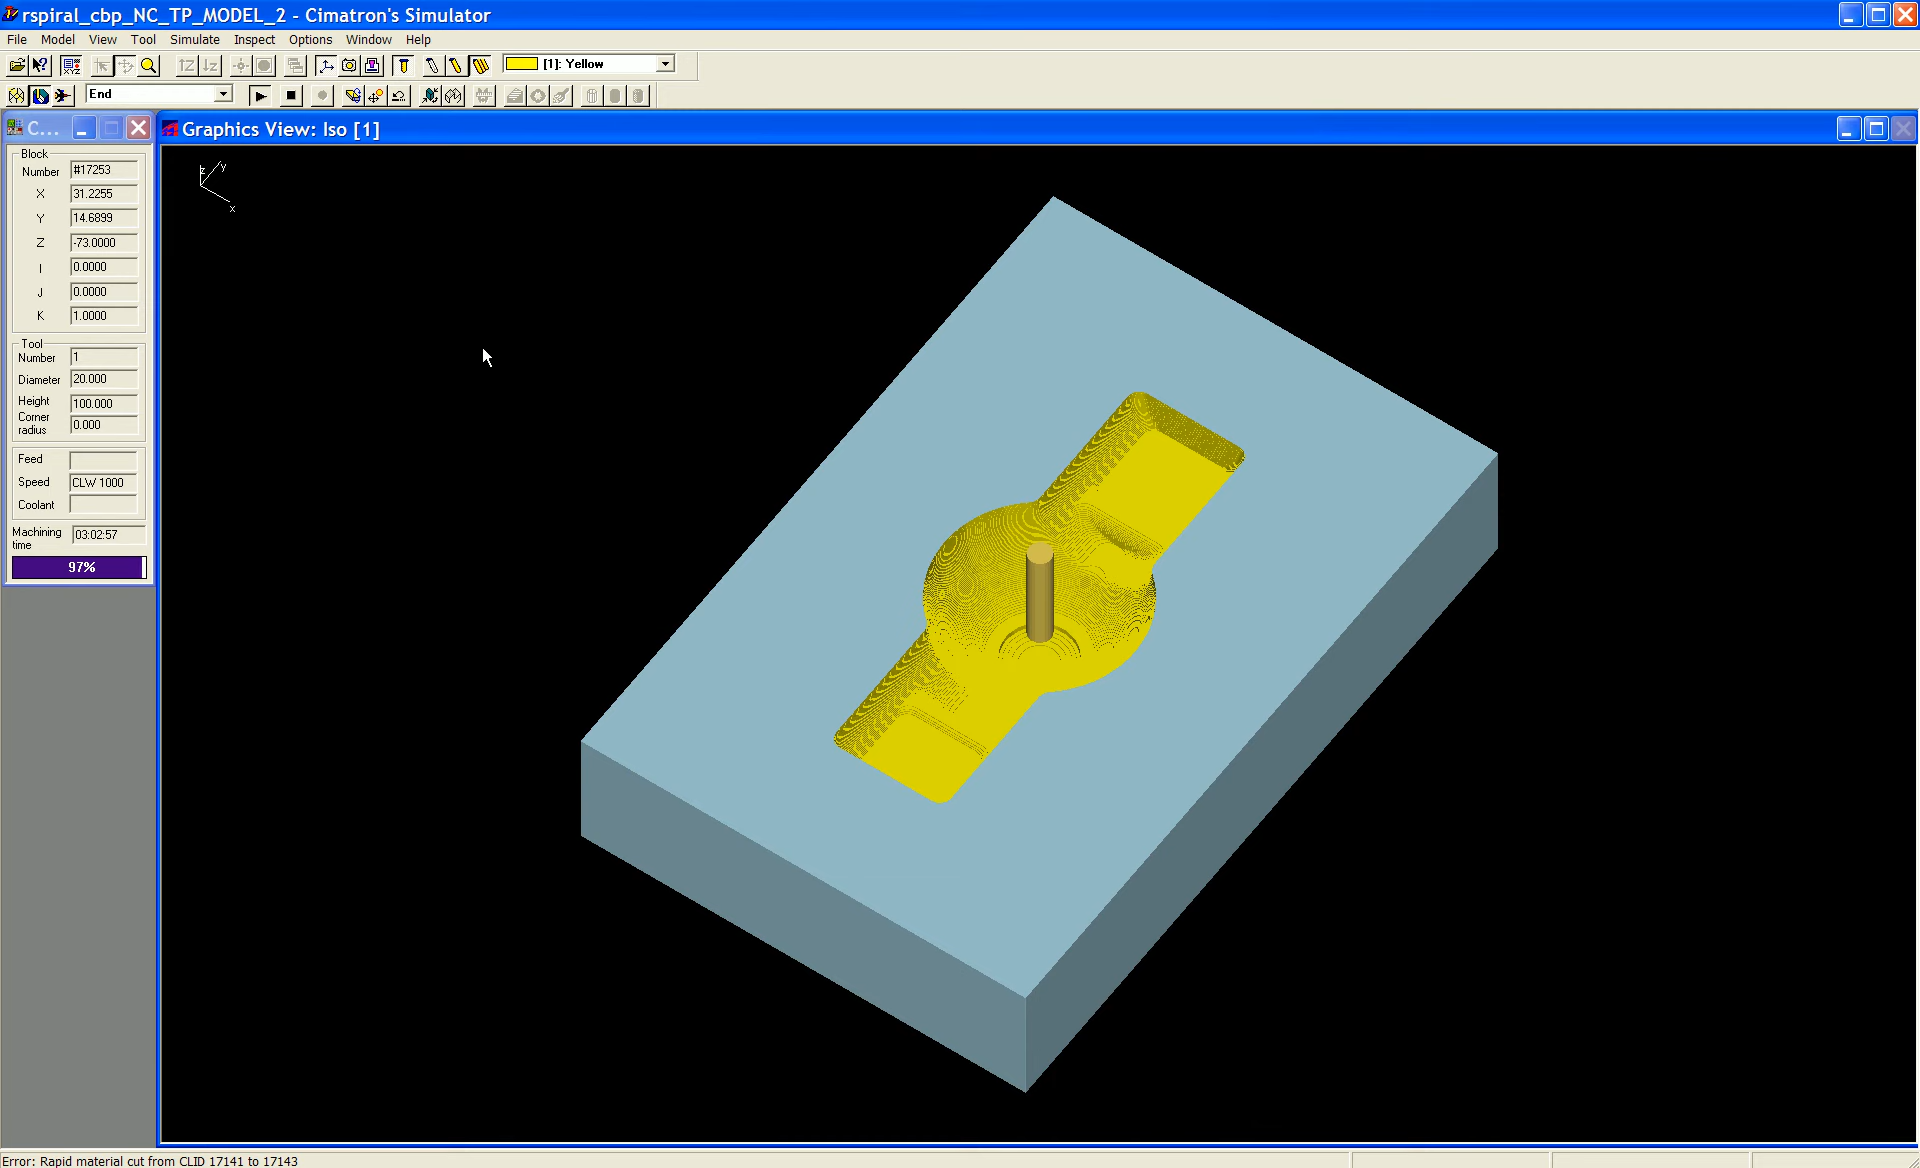 rspiral_cbp_NC_TP_MODEL_2 - Cimatron's Simulator
File Model View Tool Simulate Inspect Options Window Help
XYZ [1]: Yellow
End
C...
Graphics View: Iso [1]
Block
Number #17253
X 31.2255
Y 14.6899
Z -73.0000
I 0.0000
J 0.0000
K 1.0000
Tool
Number 1
Diameter 20.000
Height 100.000
Corner radius 0.000
Feed
Speed CLW 1000
Coolant
Machining time 03:02:57
97%
z y
x
Error: Rapid material cut from CLID 17141 to 17143